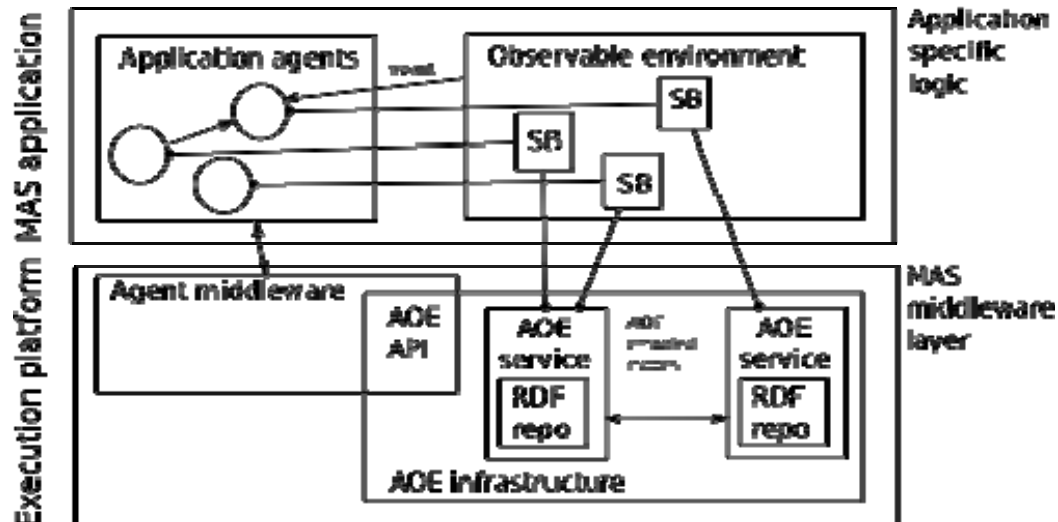 MAS application
Application agents
Observable environment
SB
SB
SB
Application
specific
logic
Execution platform
Agent middleware
AOE
API
AOE
service
RDF
repo
AOE
service
RDF
repo
AOE infrastructure
MAS
middleware
layer